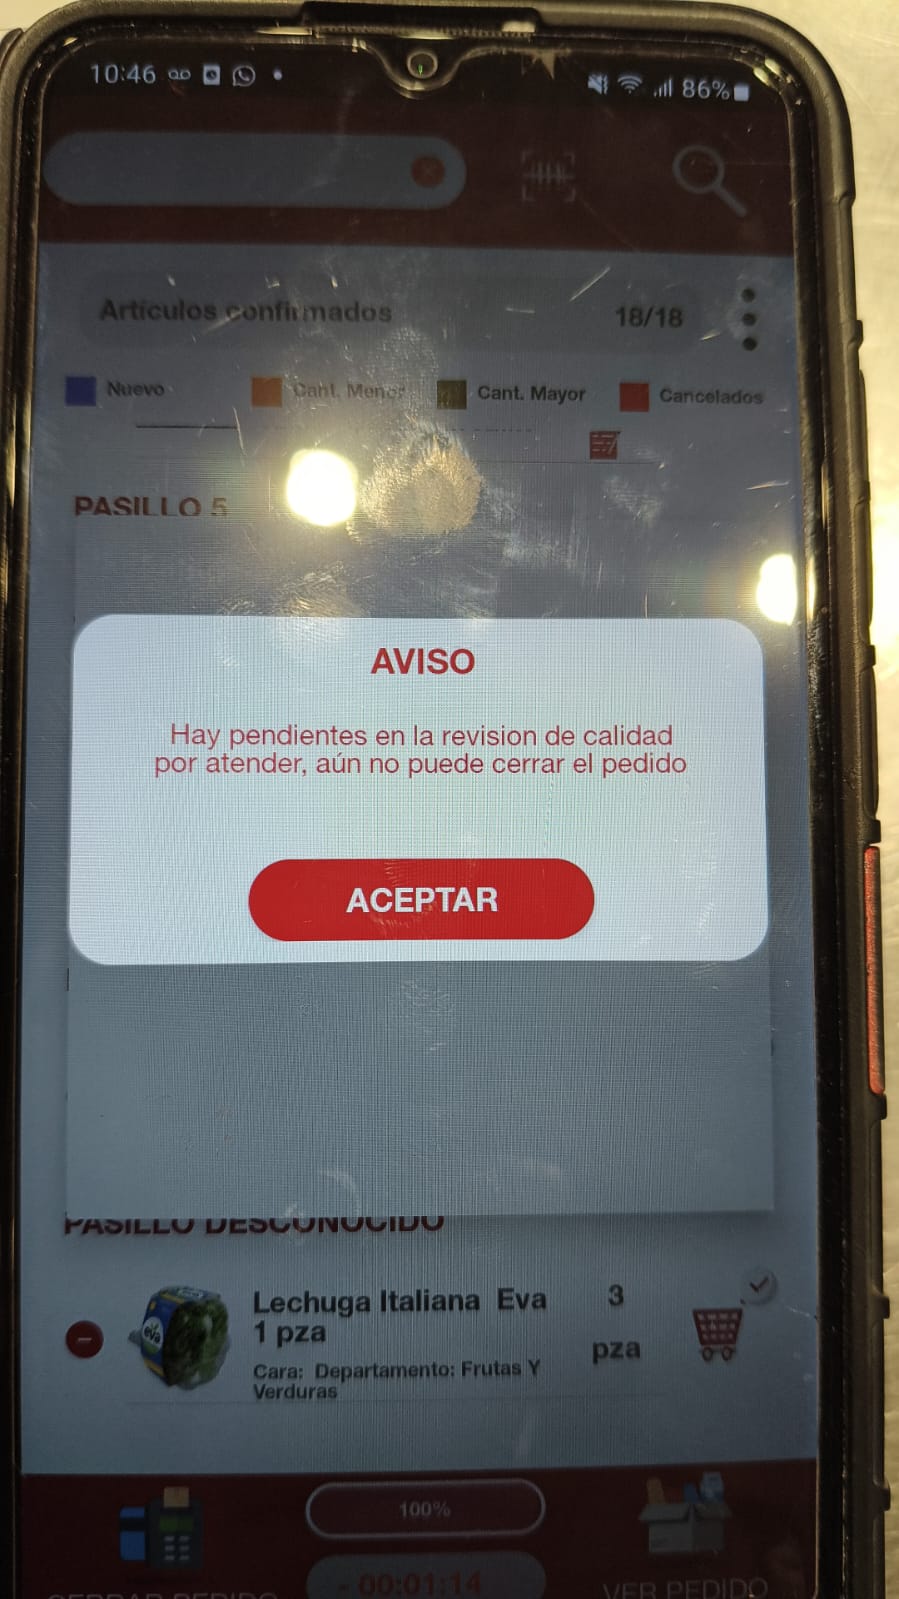 10:46
86%
Artículos confirmados 18/18
Nuevo Cant. Menor Cant. Mayor Cancelados
PASILLO 5
AVISO
Hay pendientes en la revision de calidad
por atender, aún no puede cerrar el pedido
ACEPTAR
PASILLO DESCONOCIDO
Lechuga Italiana Eva 3
1 pza pza
Cara: Departamento: Frutas Y
Verduras
eva
100%
- 00:01:14
CERRAR PEDIDO VER PEDIDO